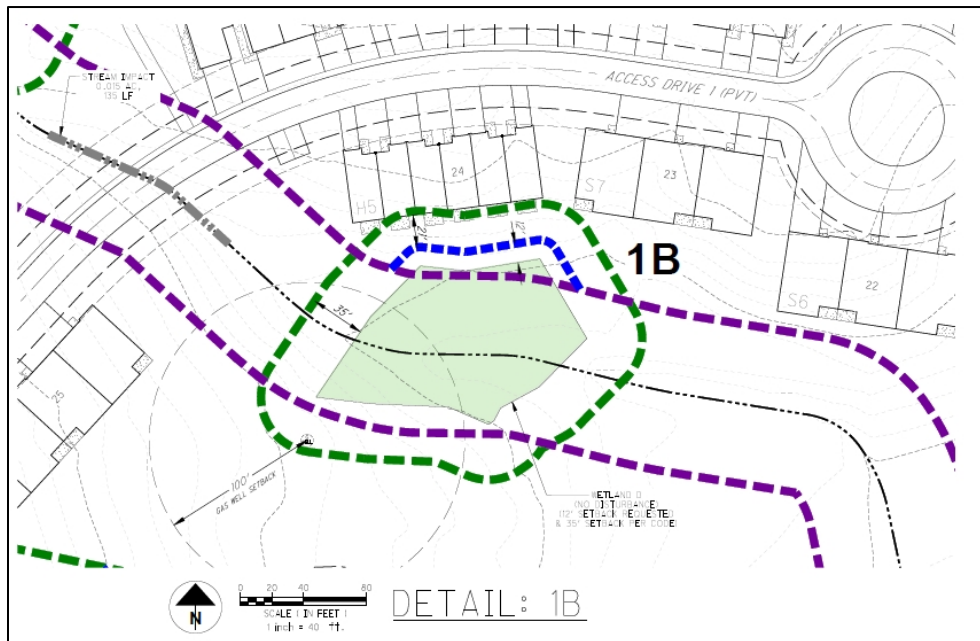 STREAM IMPACT
0.015 AC,
135 LF
ACCESS DRIVE 1 (PVT)
24
23
S7
H5
21'
12'
1B
S6
22
35'
25
100'
GAS WELL SETBACK
WETLAND D
(NO DISTURBANCE)
(12' SETBACK REQUESTED
& 35' SETBACK PER CODE)
N
0 20 40 80
SCALE ( IN FEET )
1 inch = 40 ft.
DETAIL: 1B